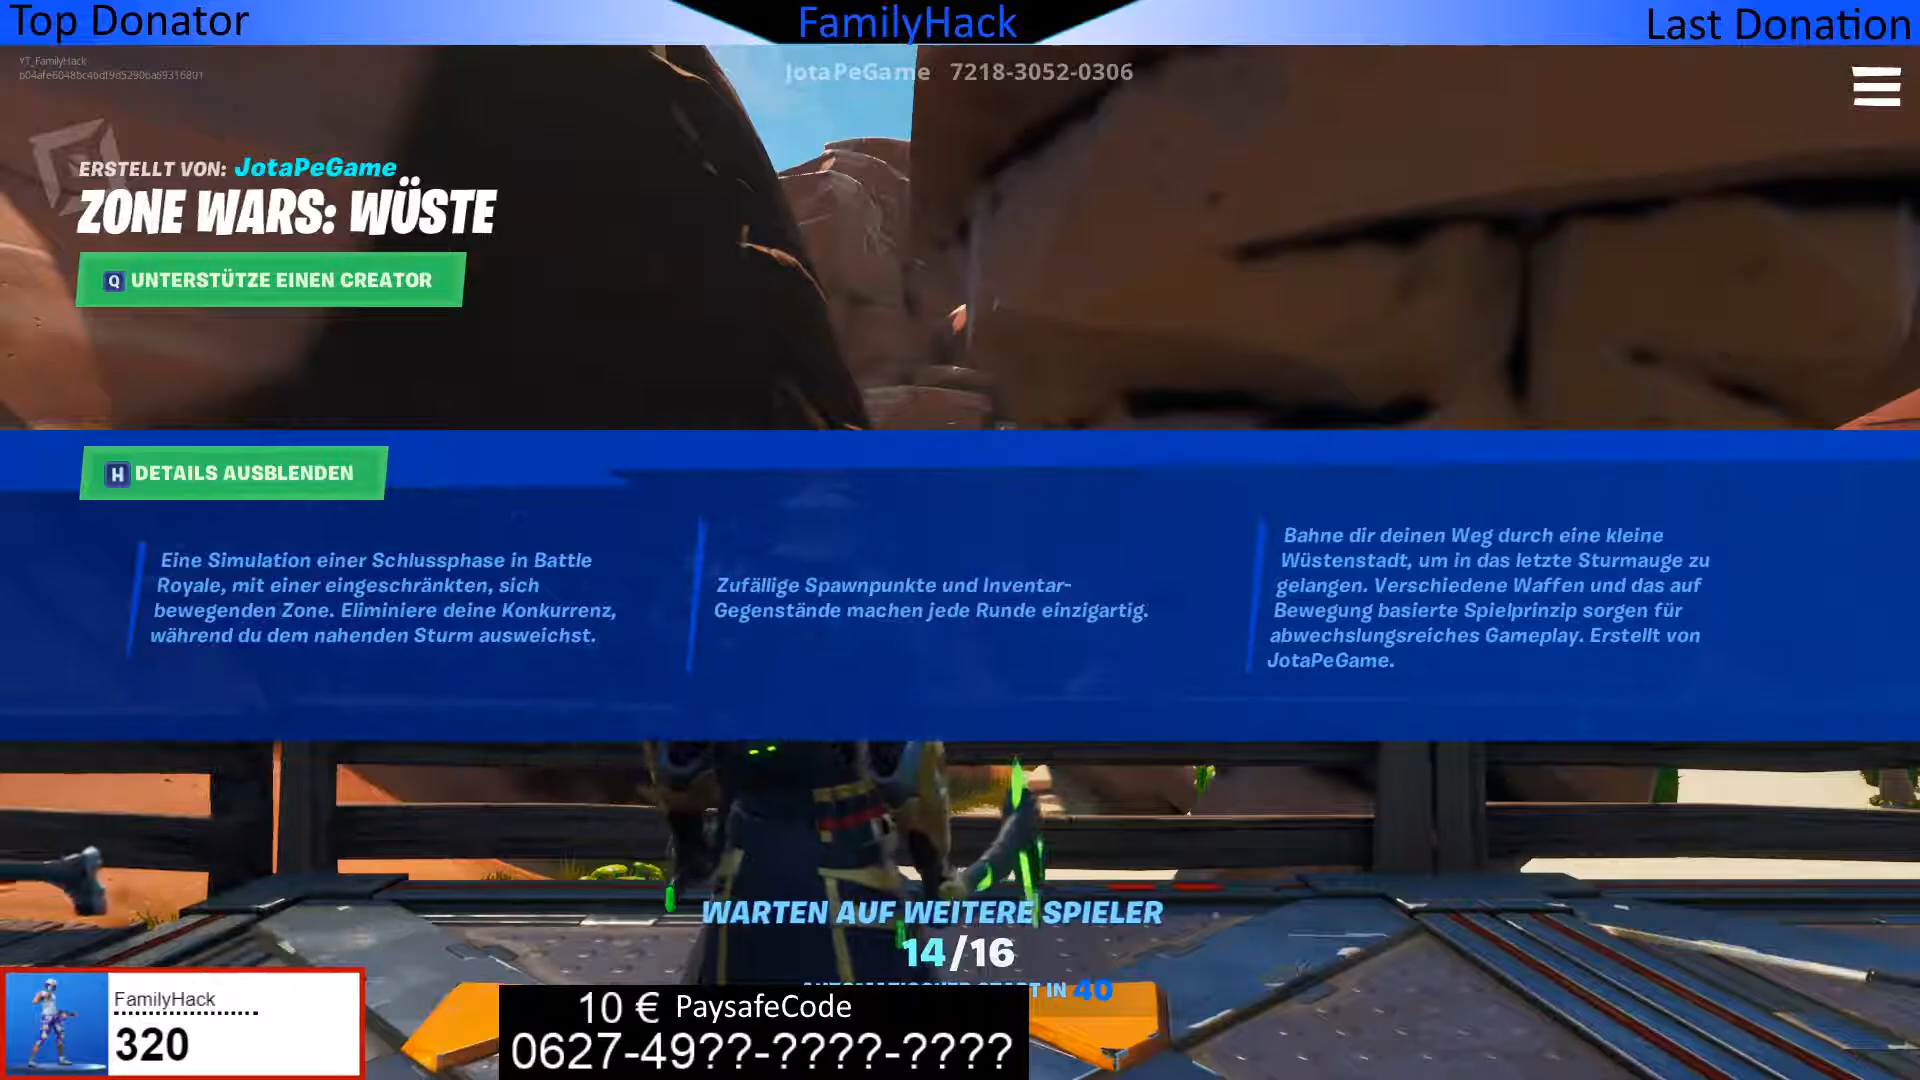 Top Donator
FamilyHack
Last Donation
YT_FamilyHack
JotaPeGame 7218-3052-0306
ERSTELLT VON: JotaPeGame
ZONE WARS: WÜSTE
Q UNTERSTÜTZE EINEN CREATOR
H DETAILS AUSBLENDEN
Eine Simulation einer Schlussphase in Battle
Royale, mit einer eingeschränkten, sich
bewegenden Zone. Eliminiere deine Konkurrenz,
während du dem nahenden Sturm ausweichst.
Zufällige Spawnpunkte und Inventar-
Gegenstände machen jede Runde einzigartig.
Bahne dir deinen Weg durch eine kleine
Wüstenstadt, um in das letzte Sturmauge zu
gelangen. Verschiedene Waffen und das auf
Bewegung basierte Spielprinzip sorgen für
abwechslungsreiches Gameplay. Erstellt von
JotaPeGame.
WARTEN AUF WEITERE SPIELER
14/16
IN 40
FamilyHack
320
10 € PaysafeCode
0627-49??-????-????